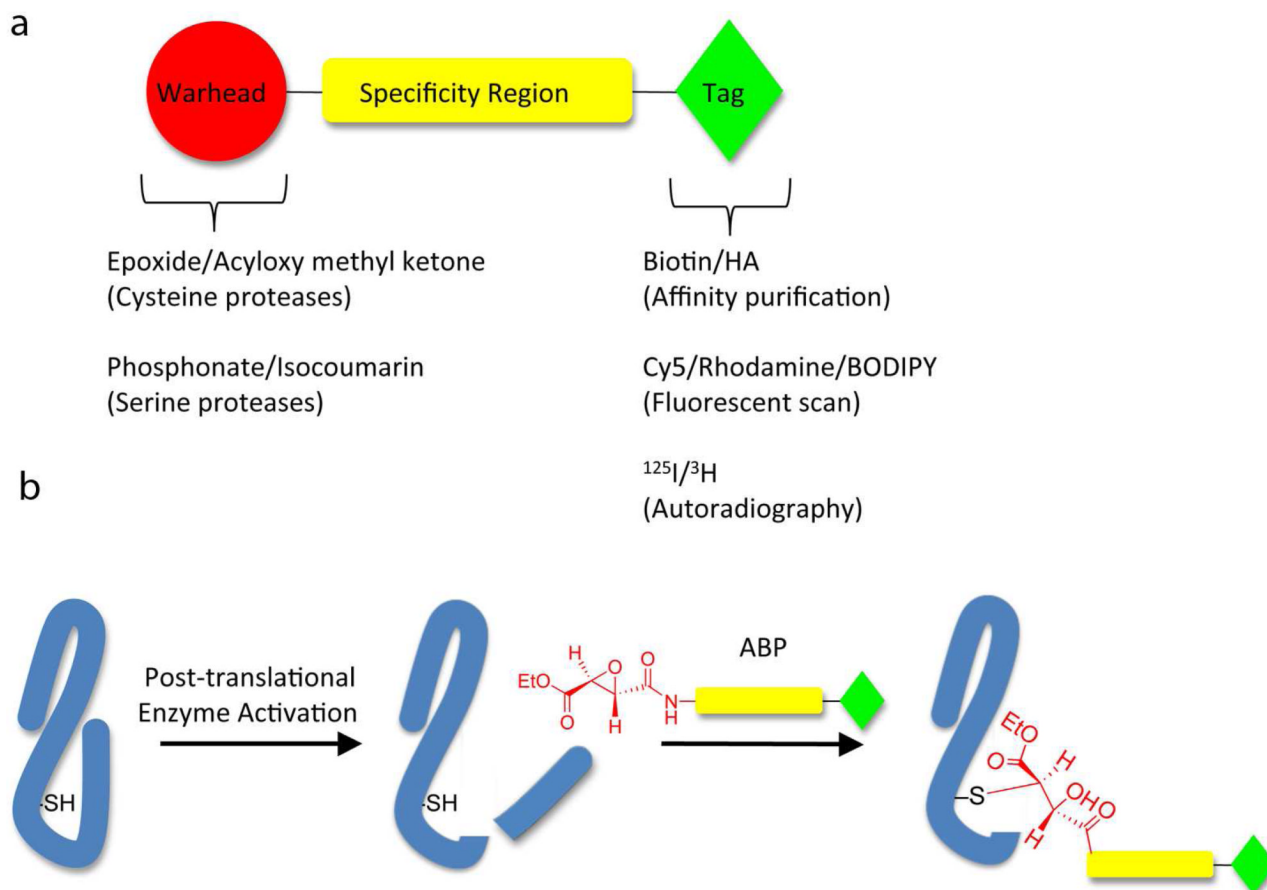 a
Warhead
Specificity Region
Tag
Epoxide/Acyloxy methyl ketone
(Cysteine proteases)
Phosphonate/Isocoumarin
(Serine proteases)
Biotin/HA
(Affinity purification)
Cy5/Rhodamine/BODIPY
(Fluorescent scan)
¹²⁵I/³H
(Autoradiography)
b
-SH
Post-translational
Enzyme Activation
-SH
H
O
O
EtO
O
H
N
H
ABP
EtO
O
H
-S
OH
O
H